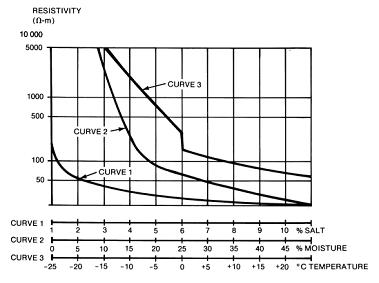 RESISTIVITY
(Ω-m)
10 000
5000
1000
500
100
50
CURVE 3
CURVE 2
CURVE 1
CURVE 1 1 2 3 4 5 6 7 8 9 10 % SALT
CURVE 2 0 5 10 15 20 25 30 35 40 45 % MOISTURE
CURVE 3 -25 -20 -15 -10 -5 0 +5 +10 +15 +20 °C TEMPERATURE